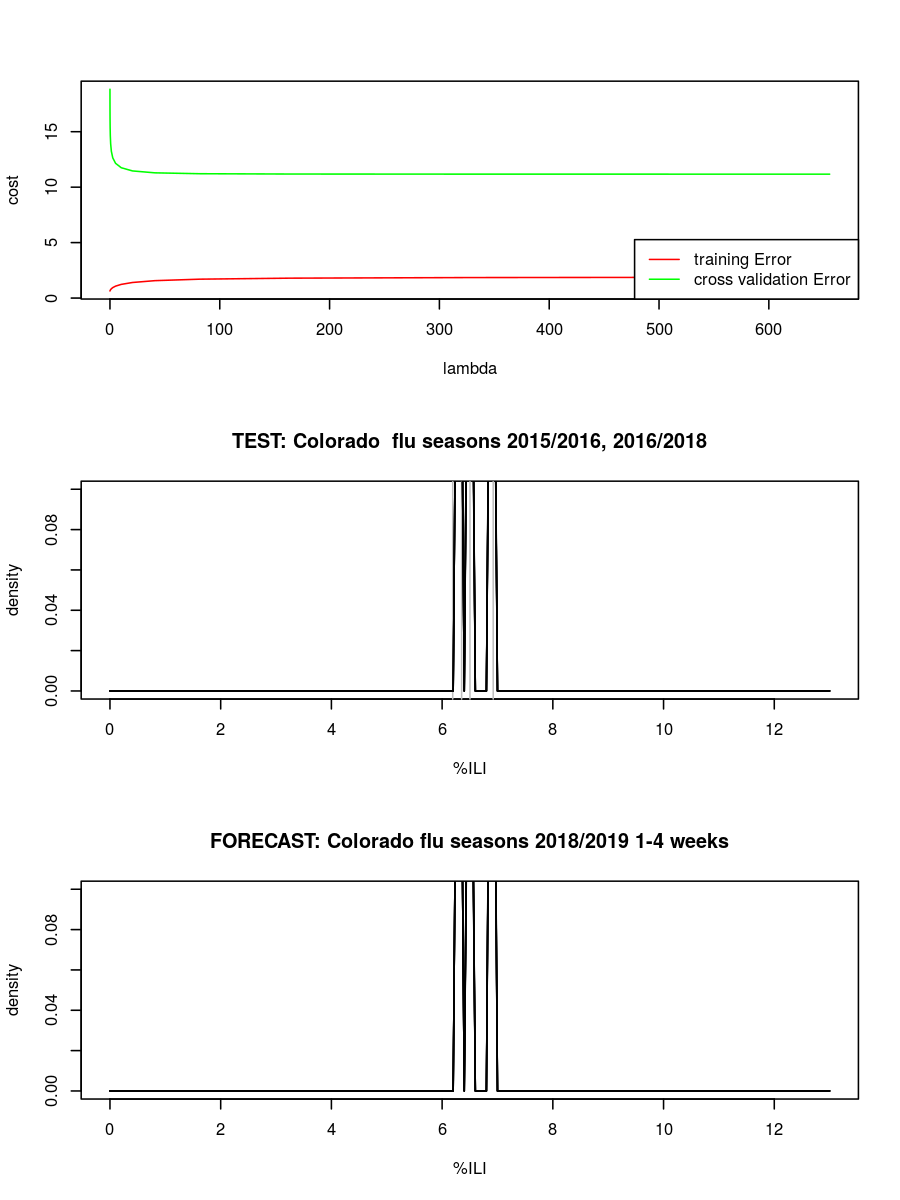 15
10
5
0
cost
training Error
cross validation Error
0 100 200 300 400 500 600
lambda
TEST: Colorado  flu seasons 2015/2016, 2016/2018
0.08
0.04
0.00
density
0 2 4 6 8 10 12
%ILI
FORECAST: Colorado flu seasons 2018/2019 1-4 weeks
0.08
0.04
0.00
density
0 2 4 6 8 10 12
%ILI